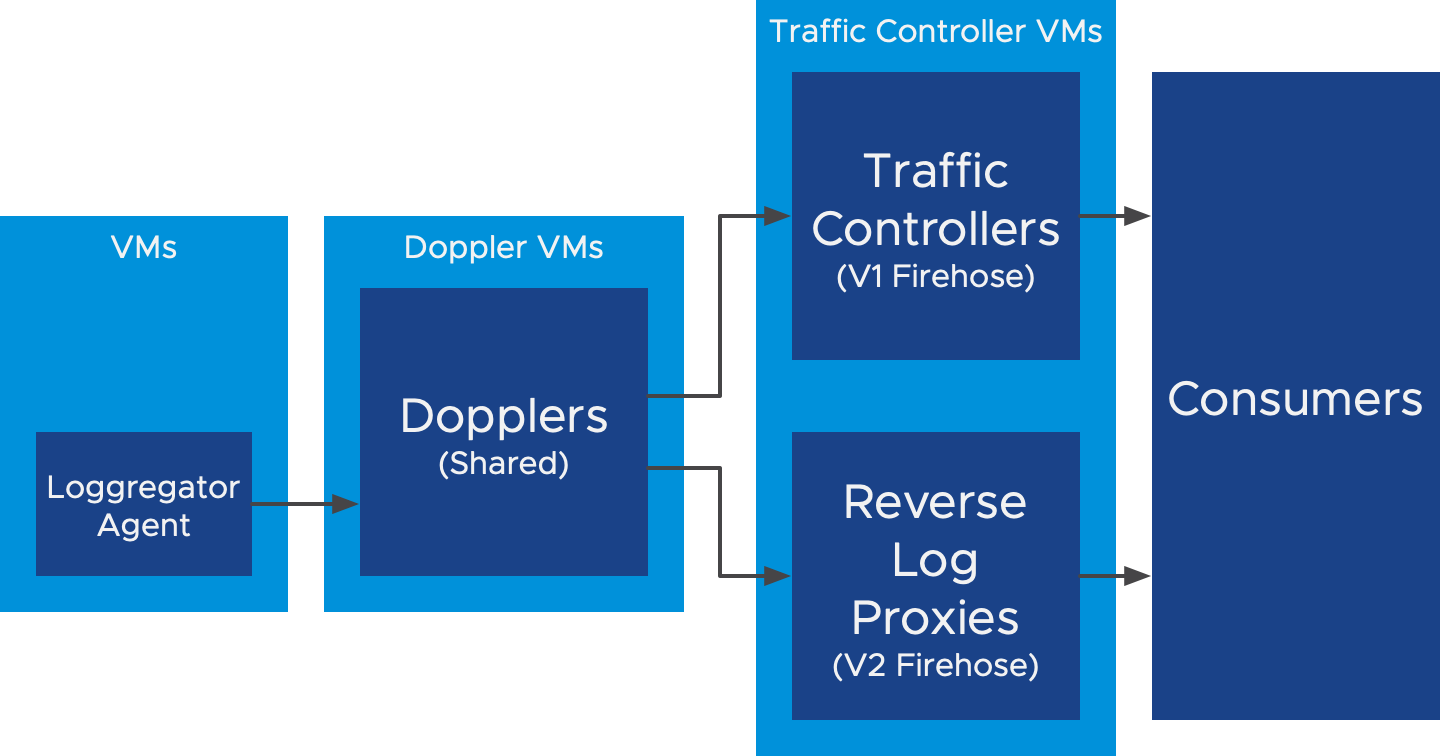 VMs
Loggregator
Agent
Doppler VMs
Dopplers
(Shared)
Traffic Controller VMs
Traffic
Controllers
(V1 Firehose)
Reverse
Log
Proxies
(V2 Firehose)
Consumers